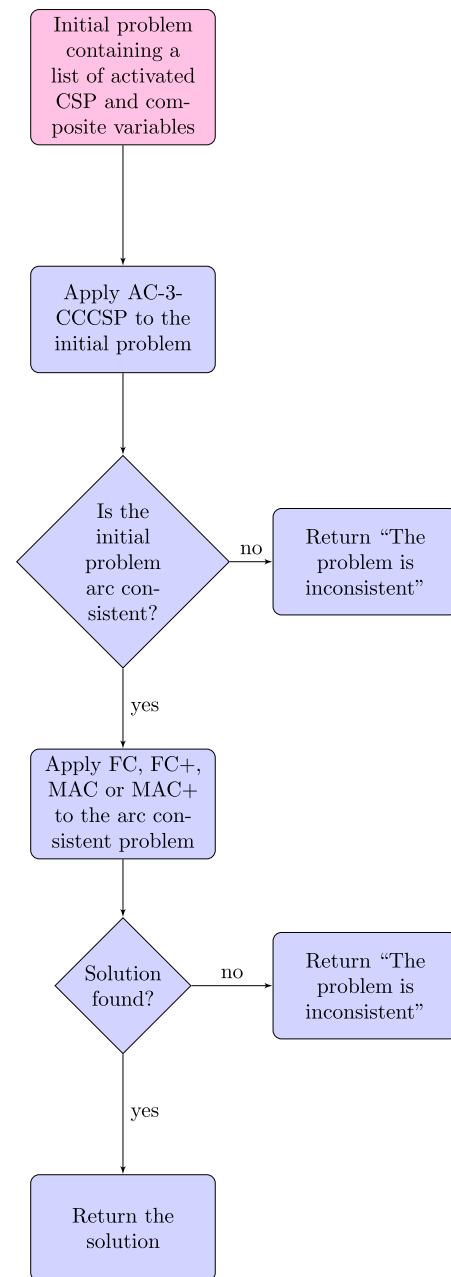 Initial problem
containing a
list of activated
CSP and com-
posite variables
Apply AC-3-
CCCSP to the
initial problem
Is the
initial
problem
arc con-
sistent?
no
Return “The
problem is
inconsistent”
yes
Apply FC, FC+,
MAC or MAC+
to the arc con-
sistent problem
Solution
found?
no
Return “The
problem is
inconsistent”
yes
Return the
solution